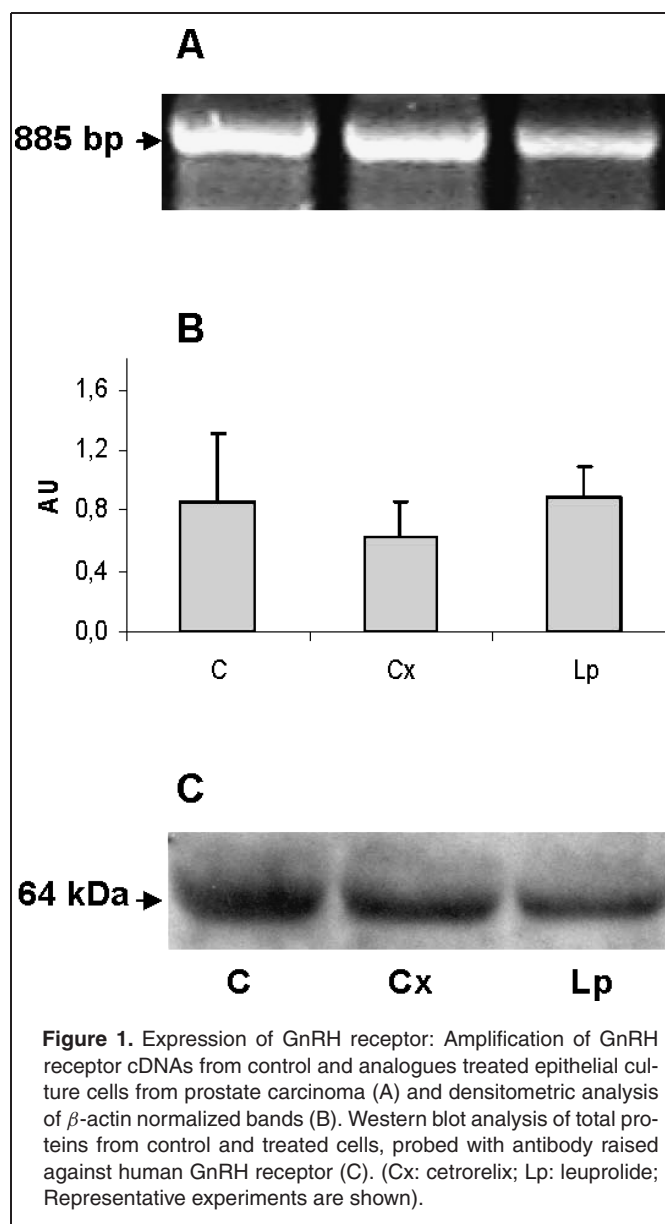 A
885 bp
B
1,6
1,2
0,8
0,4
0,0
AU
C Cx Lp
C
64 kDa
C Cx Lp
Figure 1. Expression of GnRH receptor: Amplification of GnRH
receptor cDNAs from control and analogues treated epithelial cul-
ture cells from prostate carcinoma (A) and densitometric analysis
of β-actin normalized bands (B). Western blot analysis of total pro-
teins from control and treated cells, probed with antibody raised
against human GnRH receptor (C). (Cx: cetrorelix; Lp: leuprolide;
Representative experiments are shown).